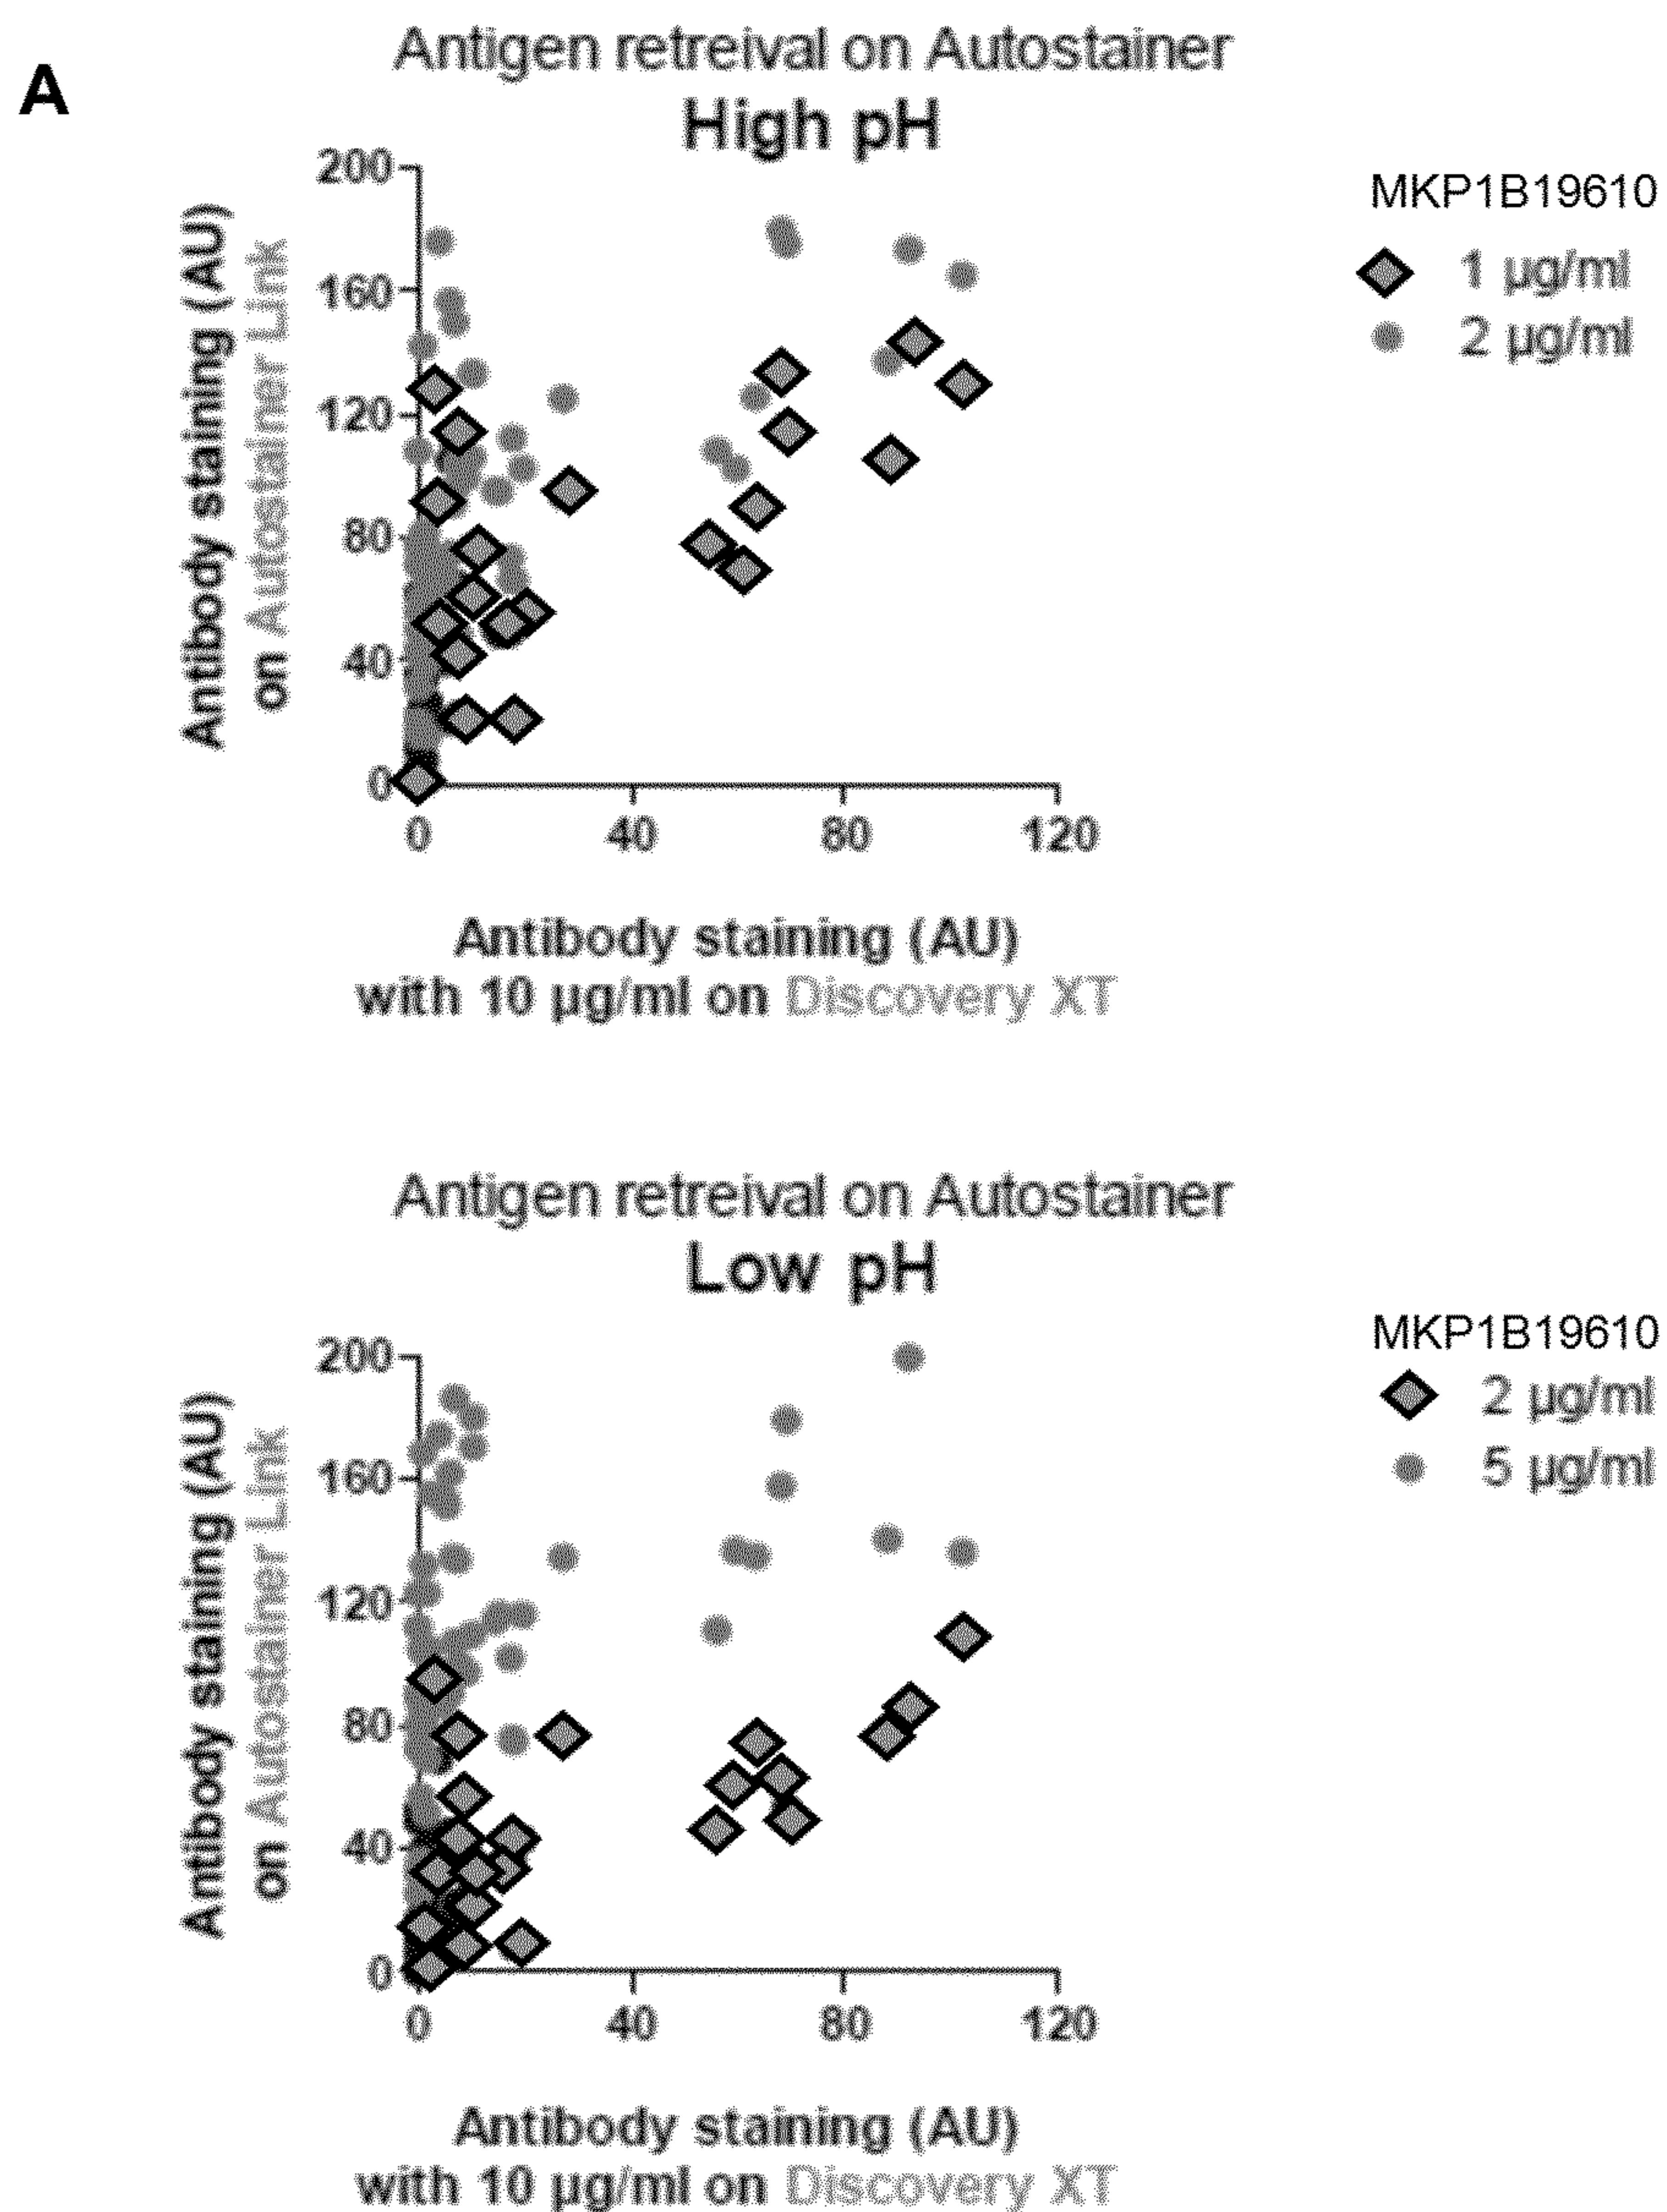 A
Antigen retreival on Autostainer
High pH
Antibody staining (AU)
on Autostainer Link
200
160
120
80
40
0
0 40 80 120
Antibody staining (AU)
with 10 µg/ml on Discovery XT
MKP1B19610
1 µg/ml
2 µg/ml
Antigen retreival on Autostainer
Low pH
Antibody staining (AU)
on Autostainer Link
200
160
120
80
40
0
0 40 80 120
Antibody staining (AU)
with 10 µg/ml on Discovery XT
MKP1B19610
2 µg/ml
5 µg/ml